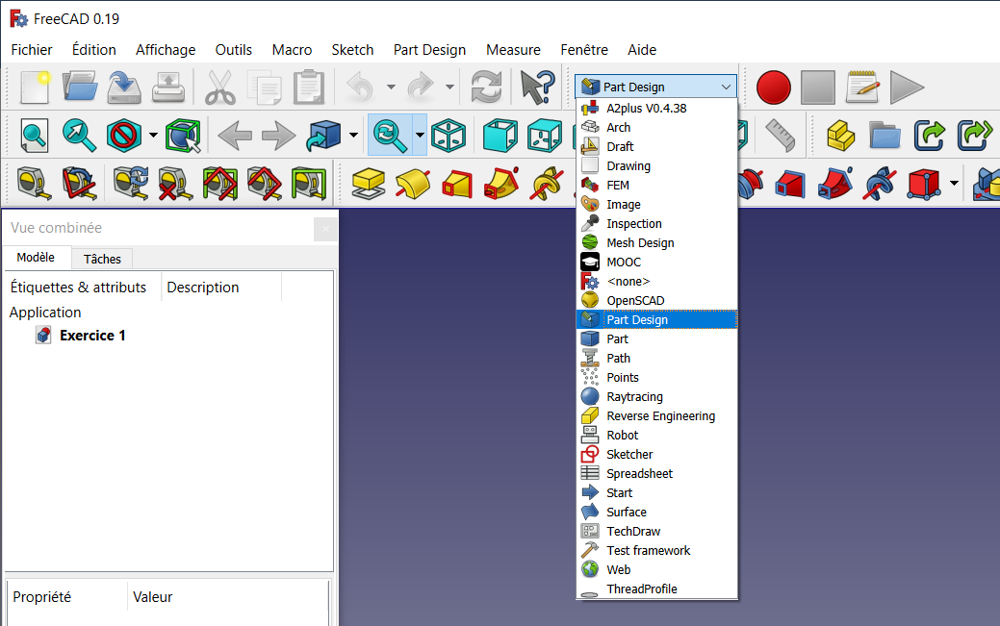 FreeCAD 0.19
Fichier Édition Affichage Outils Macro Sketch Part Design Measure Fenêtre Aide
Part Design
A2plus V0.4.38
Arch
Draft
Drawing
FEM
Image
Inspection
Mesh Design
MOOC
<none>
OpenSCAD
Part Design
Part
Path
Points
Raytracing
Reverse Engineering
Robot
Sketcher
Spreadsheet
Start
Surface
TechDraw
Test framework
Web
ThreadProfile
Vue combinée
Modèle Tâches
Étiquettes & attributs Description
Application
Exercice 1
Propriété Valeur